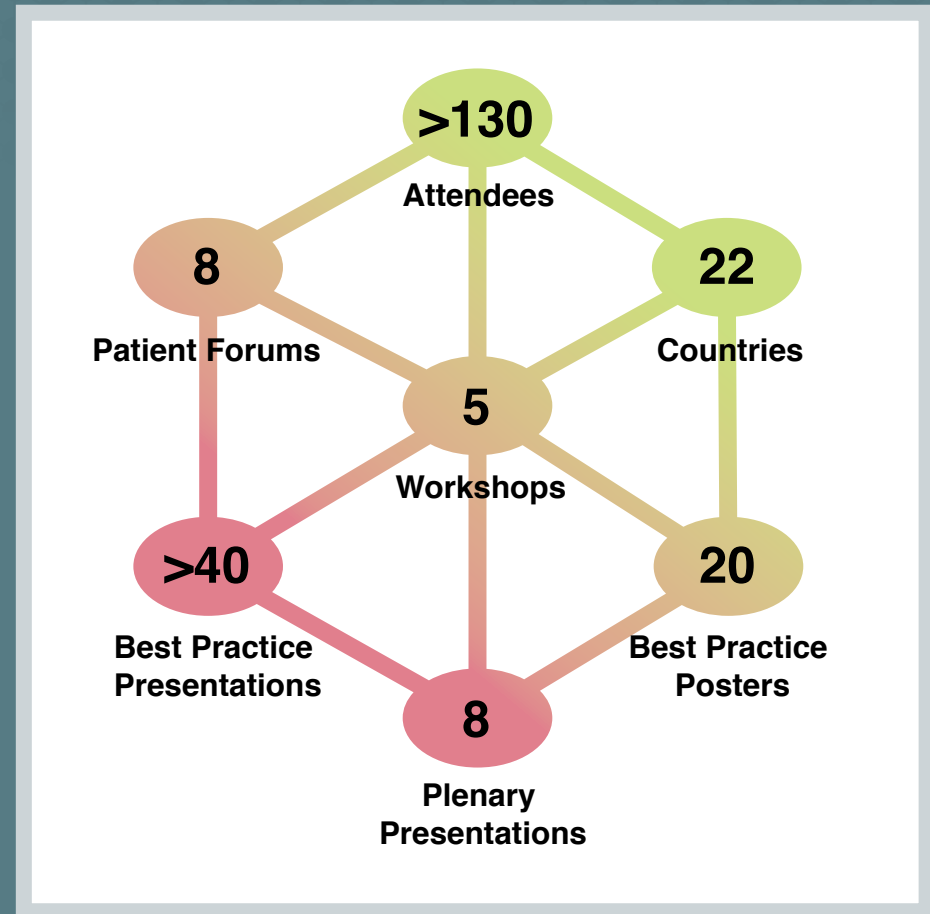 >130
Attendees
8
Patient Forums
22
Countries
5
Workshops
>40
Best Practice
Presentations
20
Best Practice
Posters
8
Plenary
Presentations